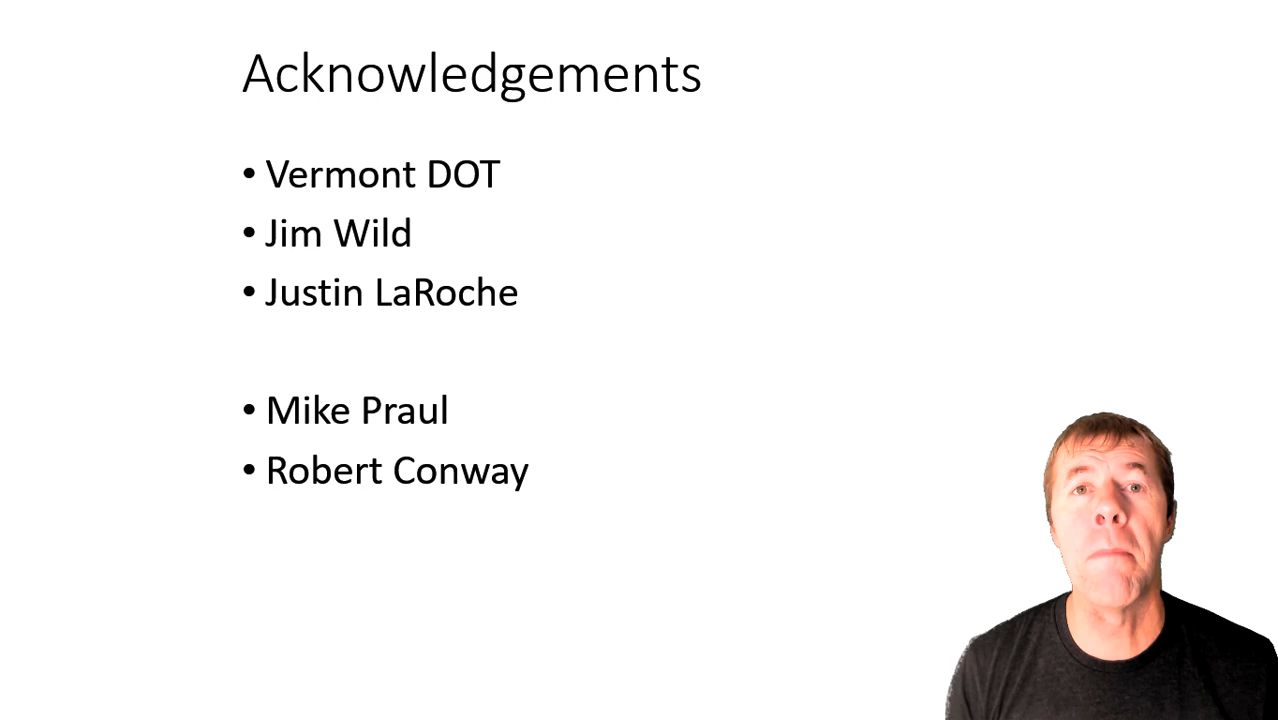 Acknowledgements
• Vermont DOT
• Jim Wild
• Justin LaRoche
• Mike Praul
• Robert Conway